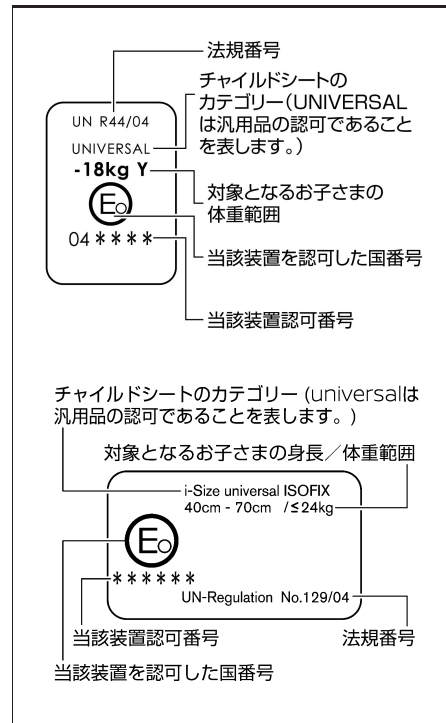 法規番号
チャイルドシートの
カテゴリー(UNIVERSAL
は汎用品の認可であること
を表します。)
UN R44/04
UNIVERSAL
-18kg Y
対象となるお子さまの
体重範囲
E0
当該装置を認可した国番号
04 ****
当該装置認可番号
チャイルドシートのカテゴリー (universalは
汎用品の認可であることを表します。)
対象となるお子さまの身長/体重範囲
i-Size universal ISOFIX
40cm - 70cm /≦24kg
E0
******
UN-Regulation No.129/04
当該装置認可番号
法規番号
当該装置を認可した国番号